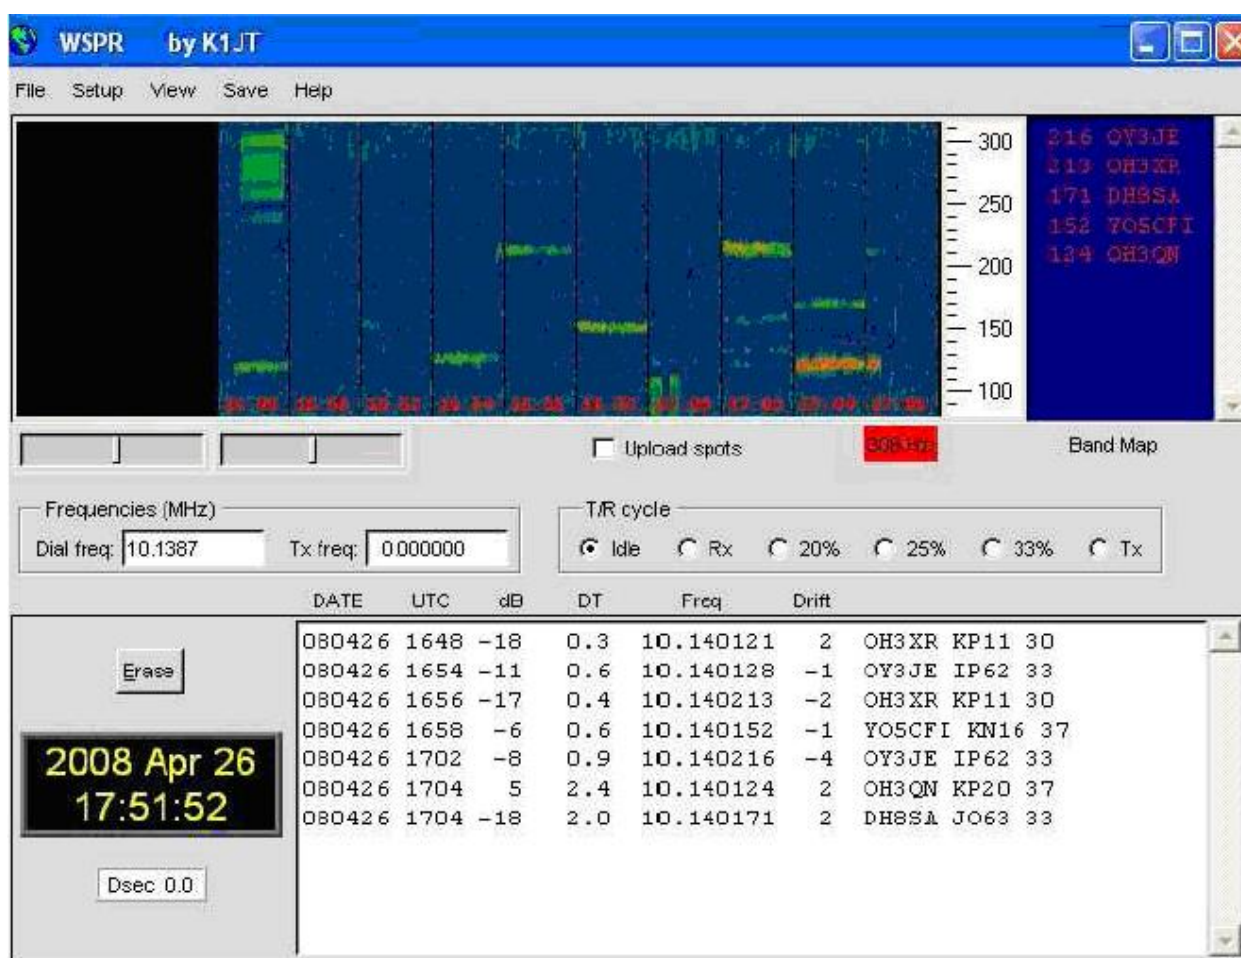 WSPR by K1JT
File Setup View Save Help
300
250
200
150
100
216 OY3JE
213 OH3XR
171 DH8SA
152 YO5CFI
124 OH3QN
Upload spots
Band Map
Frequencies (MHz)
Dial freq: 10.1387 Tx freq: 0.000000
T/R cycle
Idle Rx 20% 25% 33% Tx
DATE UTC dB DT Freq Drift
080426 1648 -18 0.3 10.140121 2 OH3XR KP11 30
080426 1654 -11 0.6 10.140128 -1 OY3JE IP62 33
080426 1656 -17 0.4 10.140213 -2 OH3XR KP11 30
080426 1658 -6 0.6 10.140152 -1 YO5CFI KN16 37
080426 1702 -8 0.9 10.140216 -4 OY3JE IP62 33
080426 1704 5 2.4 10.140124 2 OH3QN KP20 37
080426 1704 -18 2.0 10.140171 2 DH8SA JO63 33
Erase
2008 Apr 26
17:51:52
Dsec 0.0